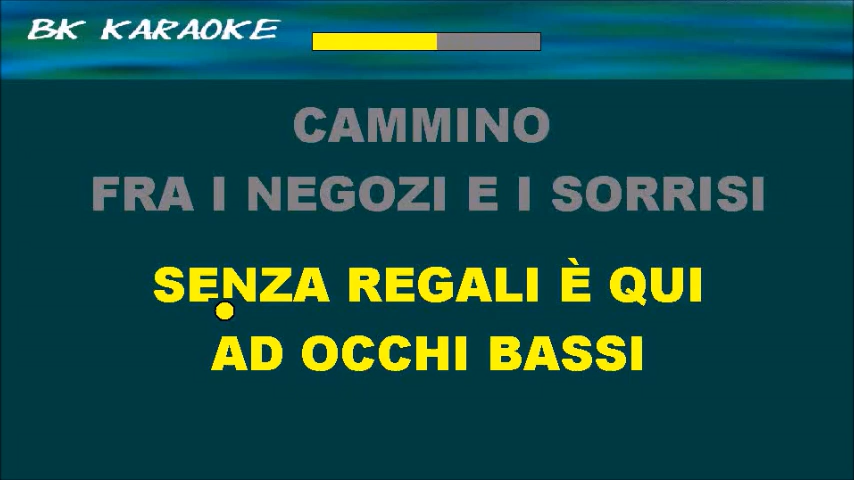 BK KARAOKE
CAMMINO
FRA I NEGOZI E I SORRISI
SENZA REGALI È QUI
AD OCCHI BASSI